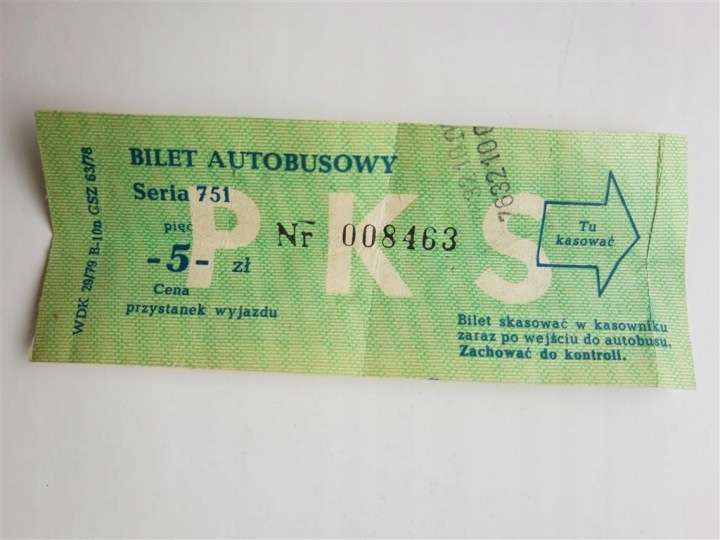 WDK 29/79 B-10n GSZ 63/78
BILET AUTOBUSOWY
Seria 751
pięć
-5- zł
Cena
przystanek wyjazdu
PKS
Nr 008463
Tu
kasować
Bilet skasować w kasowniku
zaraz po wejściu do autobusu.
Zachować do kontroli.